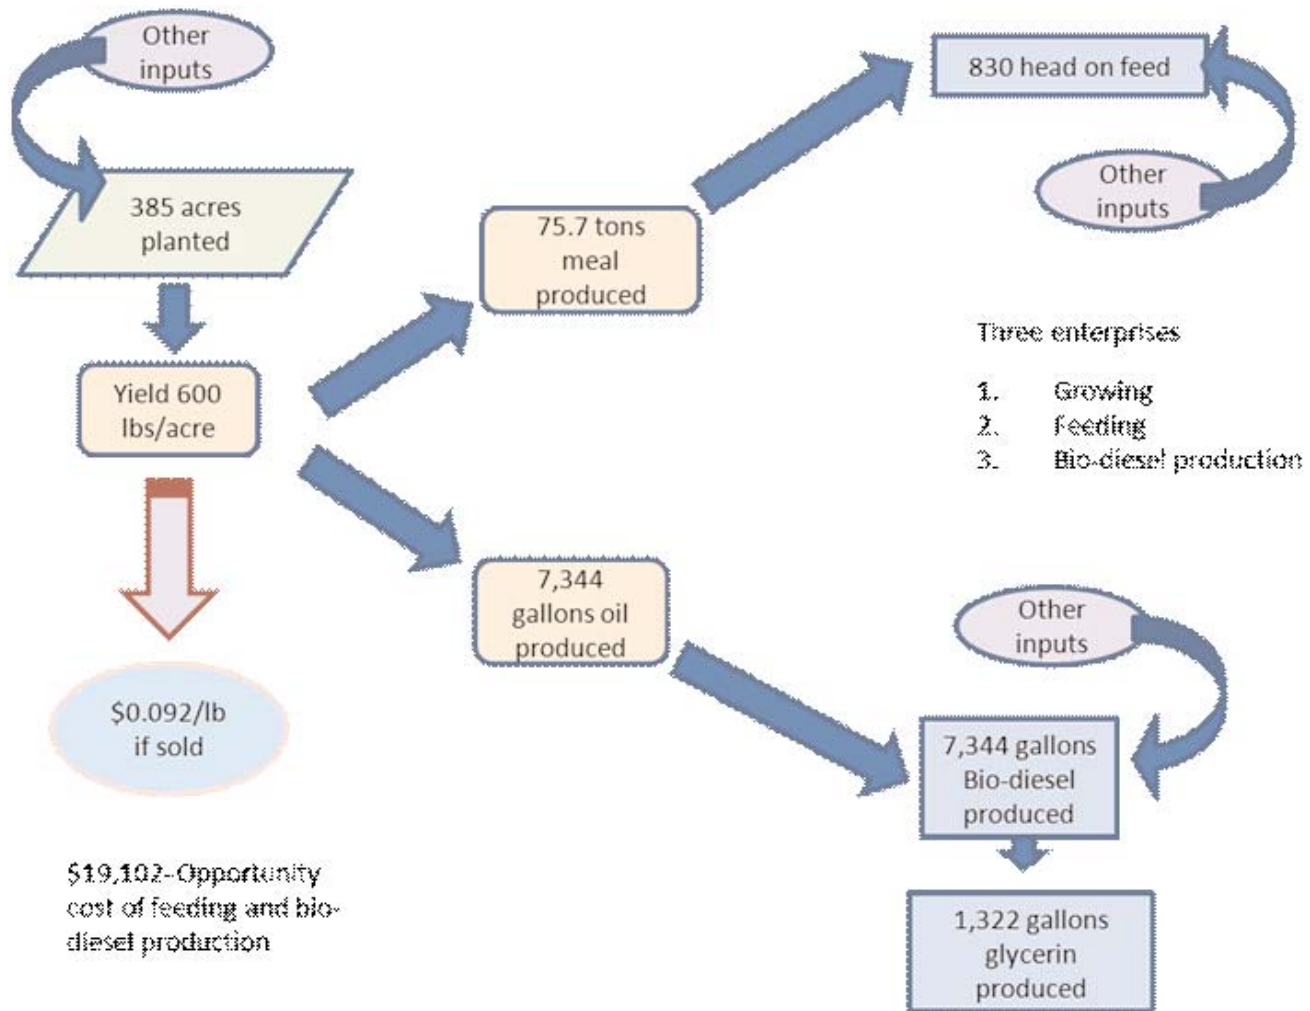 Other
inputs
385 acres
planted
Yield 600
lbs/acre
$0.092/lb
if sold
$19,102-Opportunity
cost of feeding and bio-
diesel production
75.7 tons
meal
produced
7,344
gallons oil
produced
830 head on feed
Other
inputs
Three enterprises
1. Growing
2. Feeding
3. Bio-diesel production
Other
inputs
7,344 gallons
Bio-diesel
produced
1,322 gallons
glycerin
produced